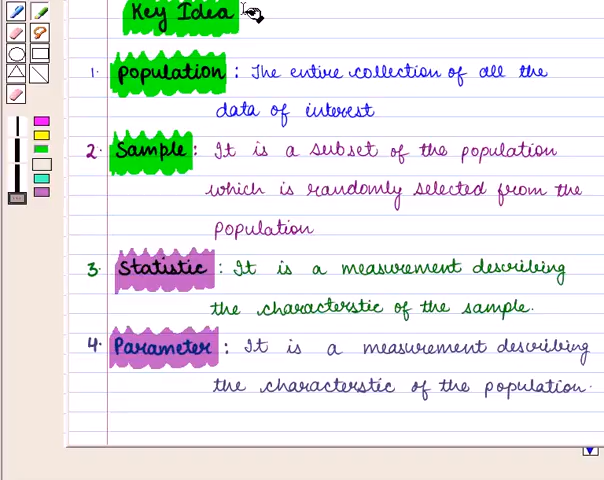 Key Idea
1. Population : The entire collection of all the
data of interest
2. Sample : It is a subset of the population
which is randomly selected from the
population
3. Statistic : It is a measurement describing
the characterstic of the sample.
4. Parameter : It is a measurement describing
the characterstic of the population.